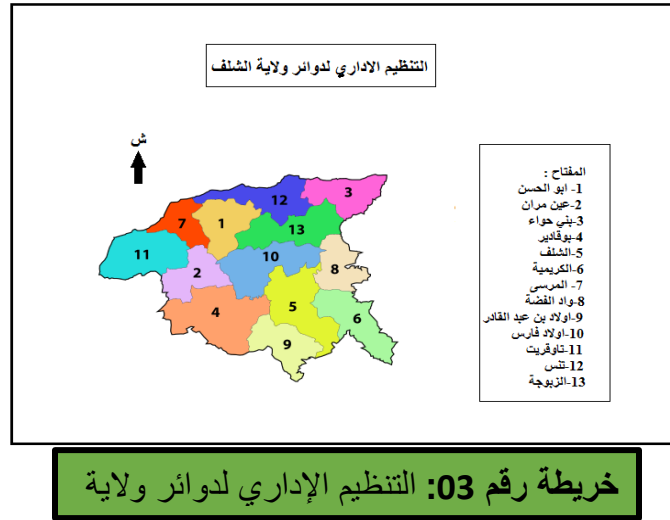 التنظيم الاداري لدوائر ولاية الشلف
ش
المفتاح :
1- ابو الحسن
2-عين مران
3-بني حواء
4-بوقادير
5-الشلف
6-الكريمية
7- المرسى
8-واد الفضة
9-اولاد بن عبد القادر
10-اولاد فارس
11-تاوقريت
12-تنس
13-الزبوجة
12
3
7
1
13
11
2
10
8
4
5
6
9
خريطة رقم 03: التنظيم الإداري لدوائر ولاية